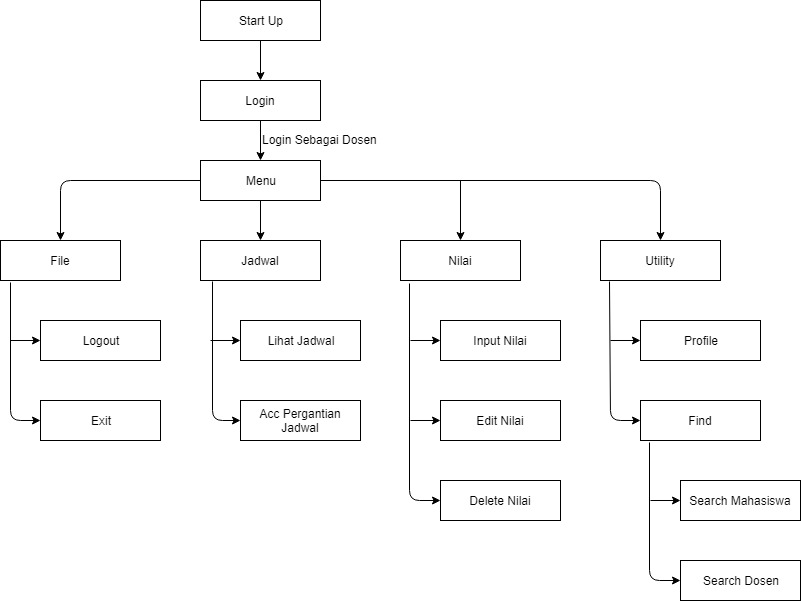 Start Up
Login
Login Sebagai Dosen
Menu
File
Jadwal
Nilai
Utility
Logout
Lihat Jadwal
Input Nilai
Profile
Exit
Acc Pergantian
Jadwal
Edit Nilai
Find
Delete Nilai
Search Mahasiswa
Search Dosen